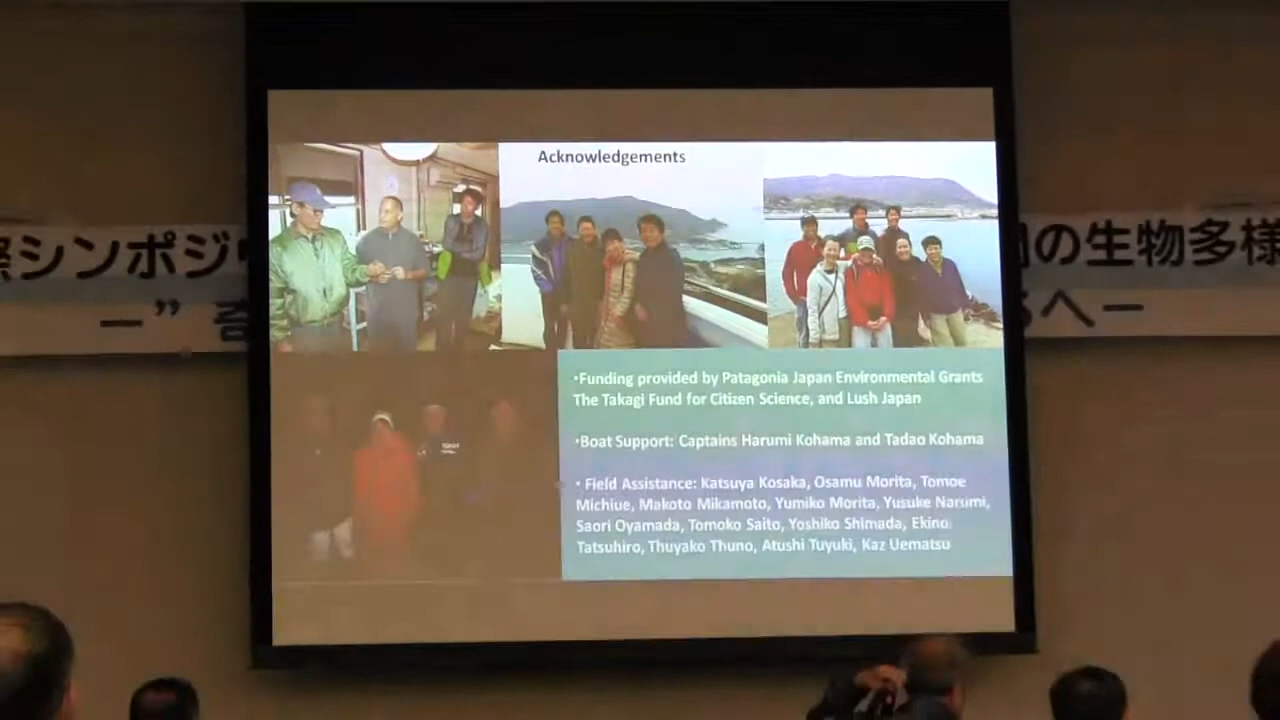 Acknowledgements
際シンポジ
間の生物多様
ー”奇
へー
•Funding provided by Patagonia Japan Environmental Grants
The Takagi Fund for Citizen Science, and Lush Japan
•Boat Support: Captains Harumi Kohama and Tadao Kohama
• Field Assistance: Katsuya Kosaka, Osamu Morita, Tomoe
Michiue, Makoto Mikamoto, Yumiko Morita, Yusuke Narumi,
Saori Oyamada, Tomoko Saito, Yoshiko Shimada, Ekino
Tatsuhiro, Thuyako Thuno, Atushi Tuyuki, Kaz Uematsu